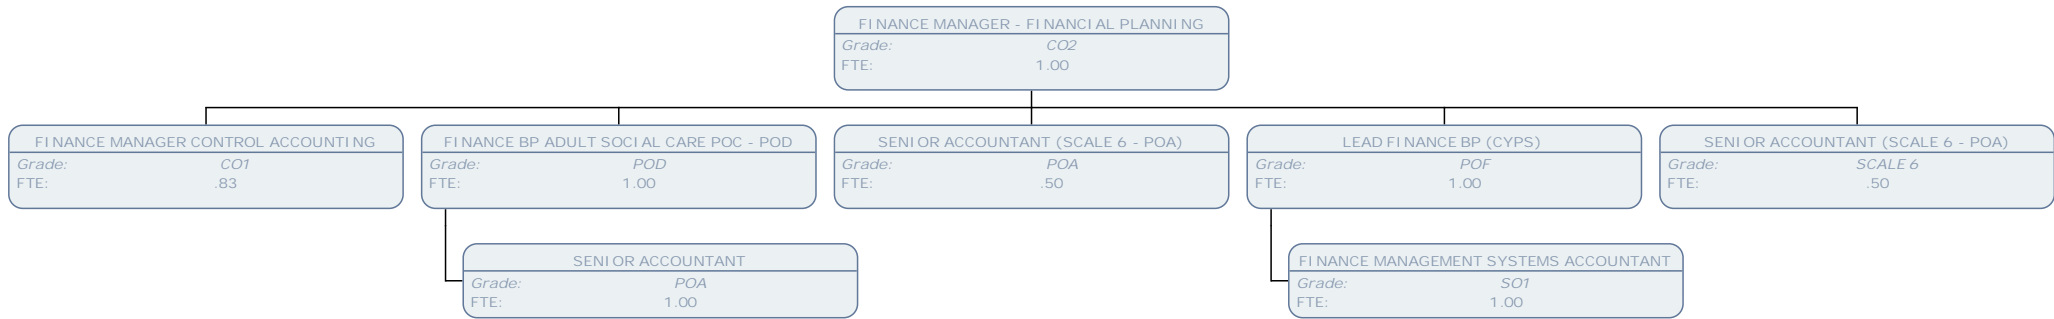 FINANCE MANAGER - FINANCIAL PLANNING
Grade: CO2
FTE: 1.00
FINANCE MANAGER CONTROL ACCOUNTING
Grade: CO1
FTE: .83
FINANCE BP ADULT SOCIAL CARE POC - POD
Grade: POD
FTE: 1.00
SENIOR ACCOUNTANT (SCALE 6 - POA)
Grade: POA
FTE: .50
LEAD FINANCE BP (CYPS)
Grade: POF
FTE: 1.00
SENIOR ACCOUNTANT (SCALE 6 - POA)
Grade: SCALE 6
FTE: .50
SENIOR ACCOUNTANT
Grade: POA
FTE: 1.00
FINANCE MANAGEMENT SYSTEMS ACCOUNTANT
Grade: SO1
FTE: 1.00